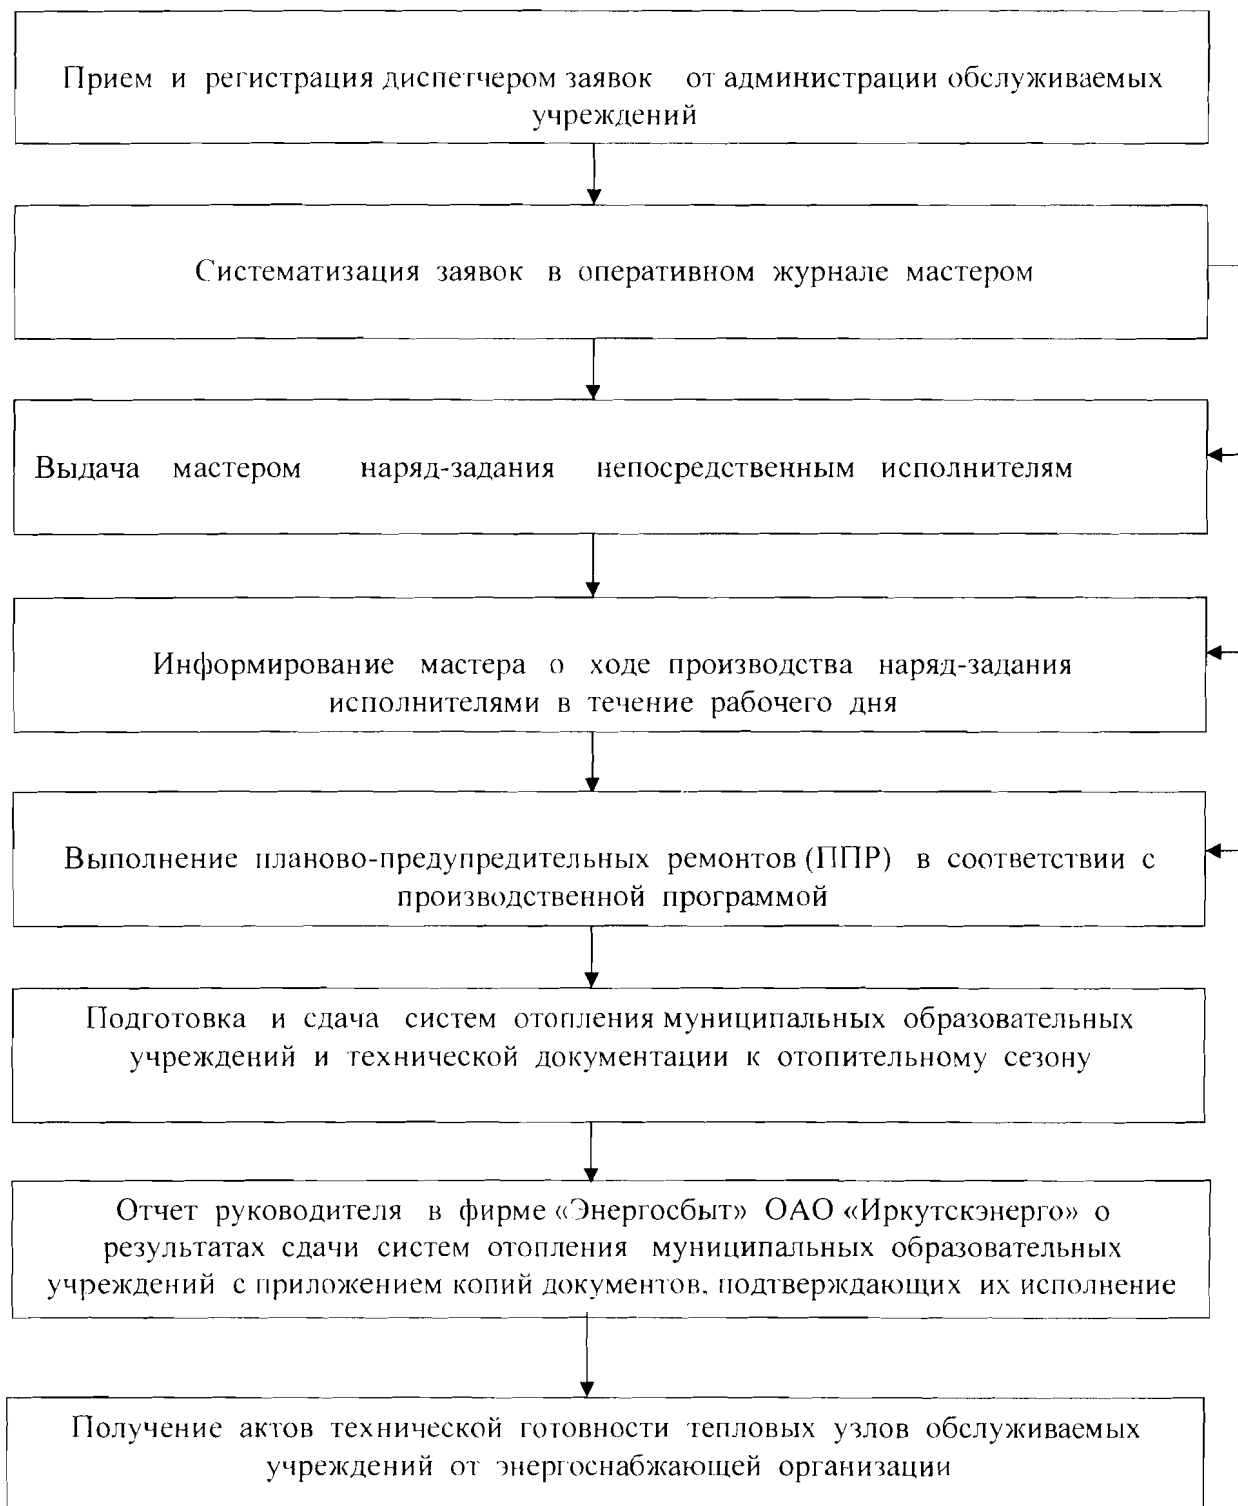 Прием и регистрация диспетчером заявок от администрации обслуживаемых
учреждений
Систематизация заявок в оперативном журнале мастером
Выдача мастером наряд-задания непосредственным исполнителям
Информирование мастера о ходе производства наряд-задания
исполнителями в течение рабочего дня
Выполнение планово-предупредительных ремонтов (ППР) в соответствии с
производственной программой
Подготовка и сдача систем отопления муниципальных образовательных
учреждений и технической документации к отопительному сезону
Отчет руководителя в фирме «Энергосбыт» ОАО «Иркутскэнерго» о
результатах сдачи систем отопления муниципальных образовательных
учреждений с приложением копий документов, подтверждающих их исполнение
Получение актов технической готовности тепловых узлов обслуживаемых
учреждений от энергоснабжающей организации